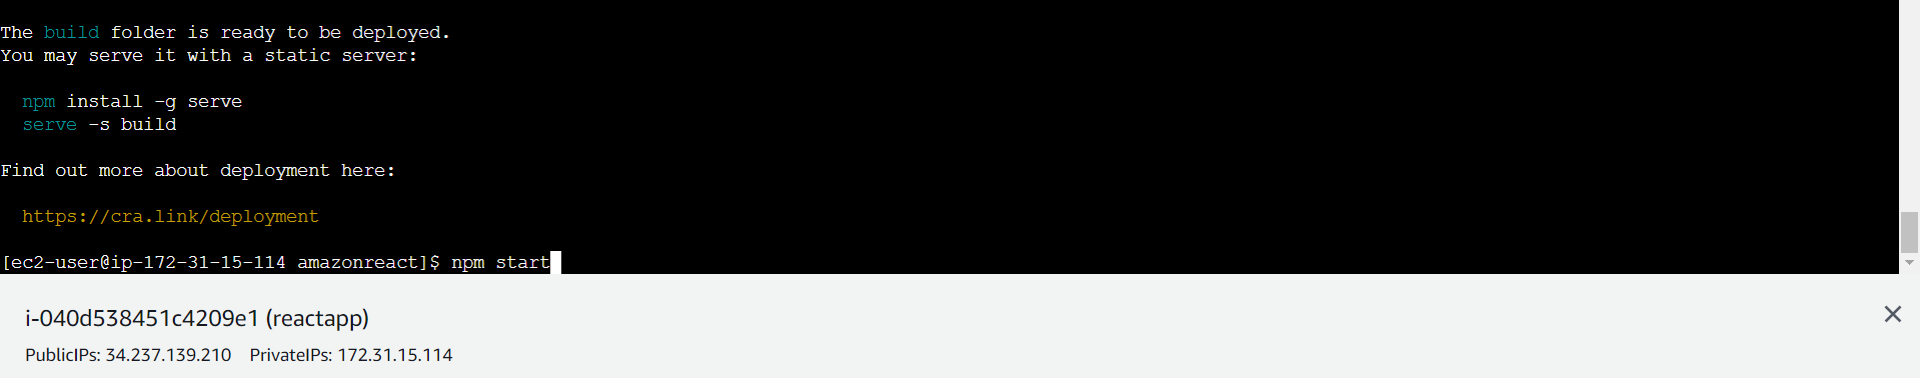 The build folder is ready to be deployed.
You may serve it with a static server:
npm install -g serve
serve -s build
Find out more about deployment here:
https://cra.link/deployment
[ec2-user@ip-172-31-15-114 amazonreact]$ npm start
i-040d538451c4209e1 (reactapp)
PublicIPs: 34.237.139.210 PrivateIPs: 172.31.15.114